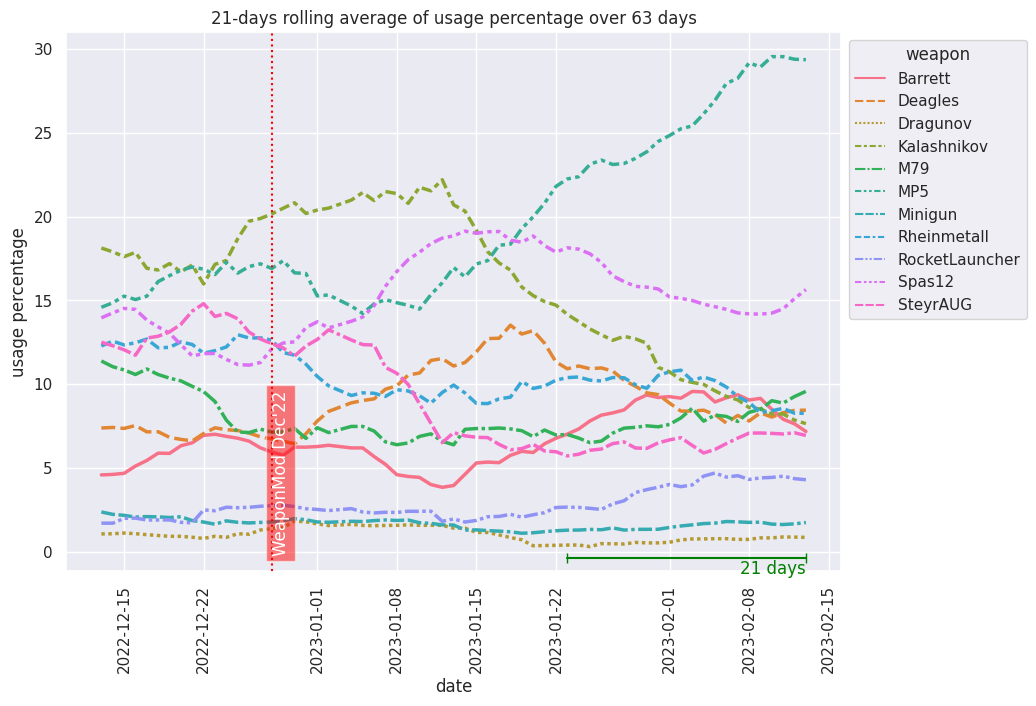 21-days rolling average of usage percentage over 63 days
usage percentage
30
25
20
15
10
5
0
WeaponMod Dec'22
21 days
2022-12-15
2022-12-22
2023-01-01
2023-01-08
2023-01-15
2023-01-22
2023-02-01
2023-02-08
2023-02-15
date
weapon
Barrett
Deagles
Dragunov
Kalashnikov
M79
MP5
Minigun
Rheinmetall
RocketLauncher
Spas12
SteyrAUG